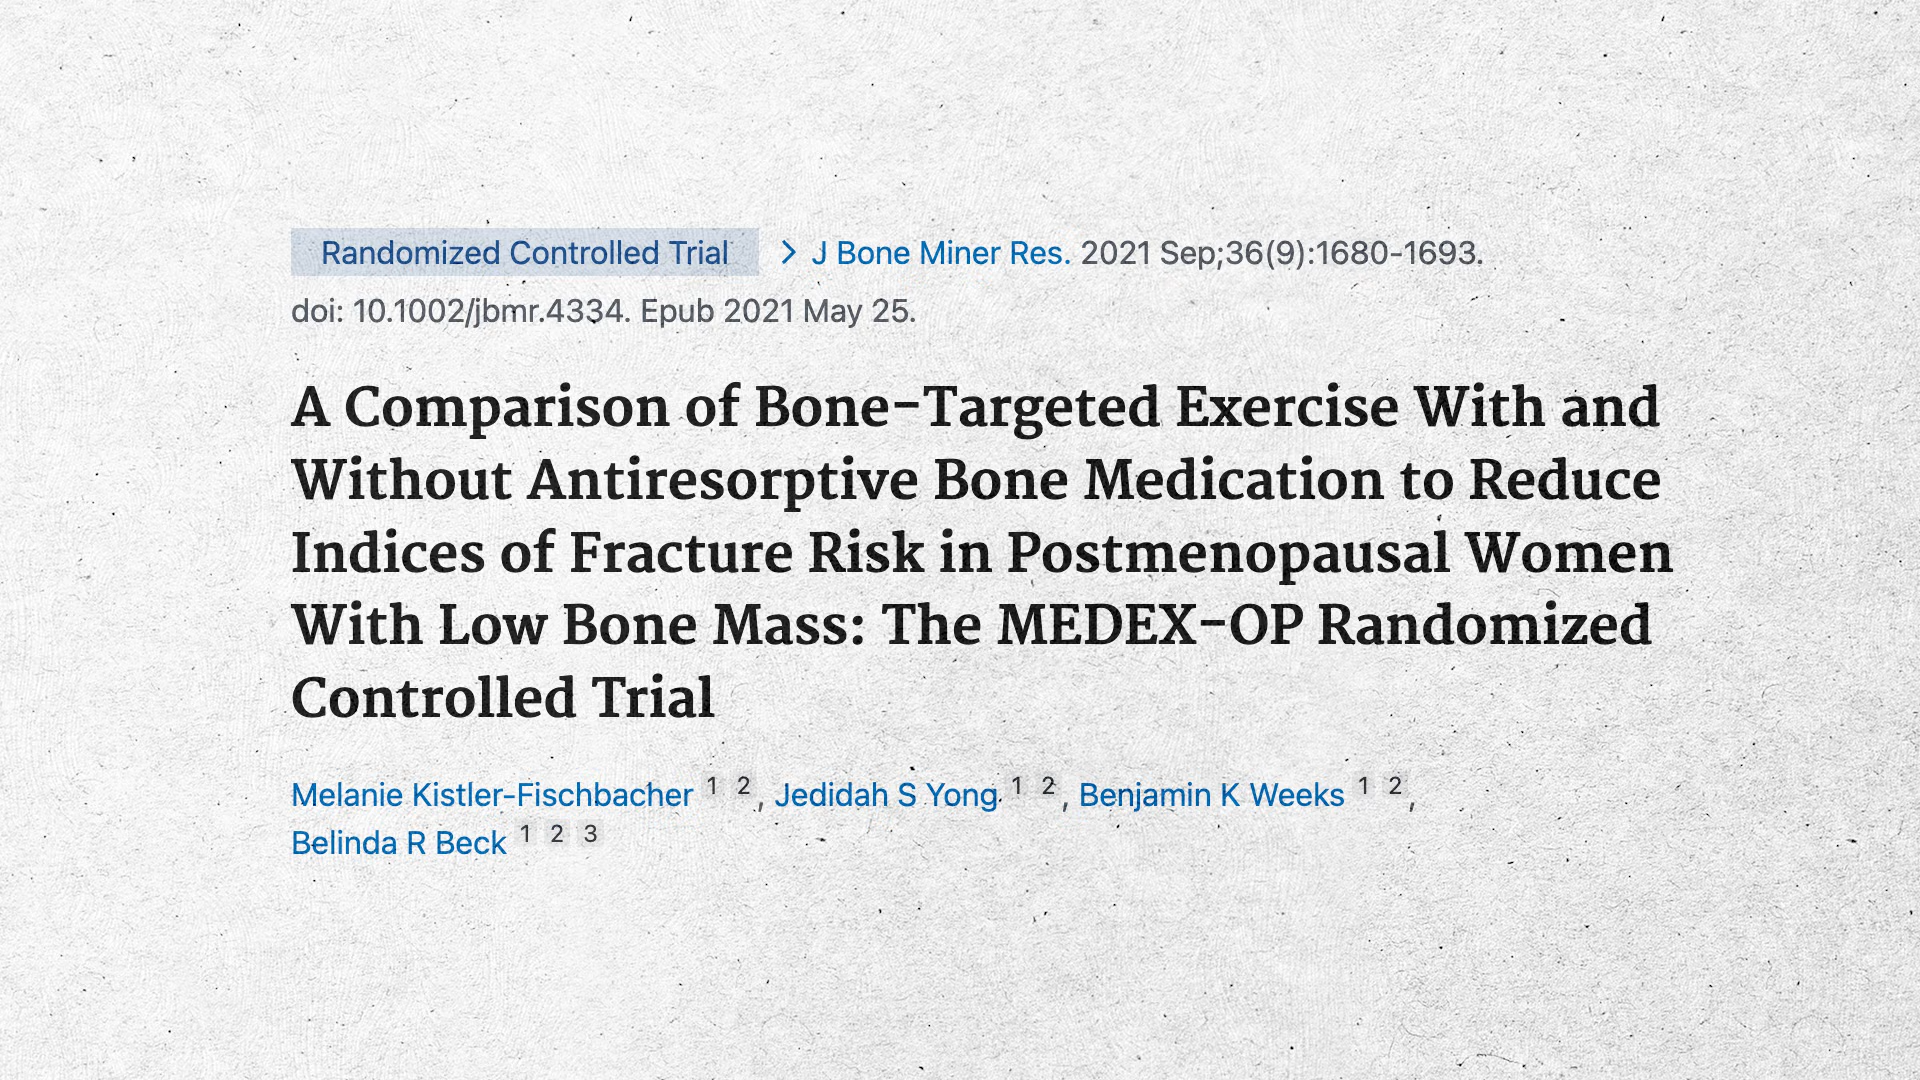 Randomized Controlled Trial > J Bone Miner Res. 2021 Sep;36(9):1680-1693.
doi: 10.1002/jbmr.4334. Epub 2021 May 25.
A Comparison of Bone-Targeted Exercise With and
Without Antiresorptive Bone Medication to Reduce
Indices of Fracture Risk in Postmenopausal Women
With Low Bone Mass: The MEDEX-OP Randomized
Controlled Trial
Melanie Kistler-Fischbacher 1 2, Jedidah S Yong 1 2, Benjamin K Weeks 1 2,
Belinda R Beck 1 2 3